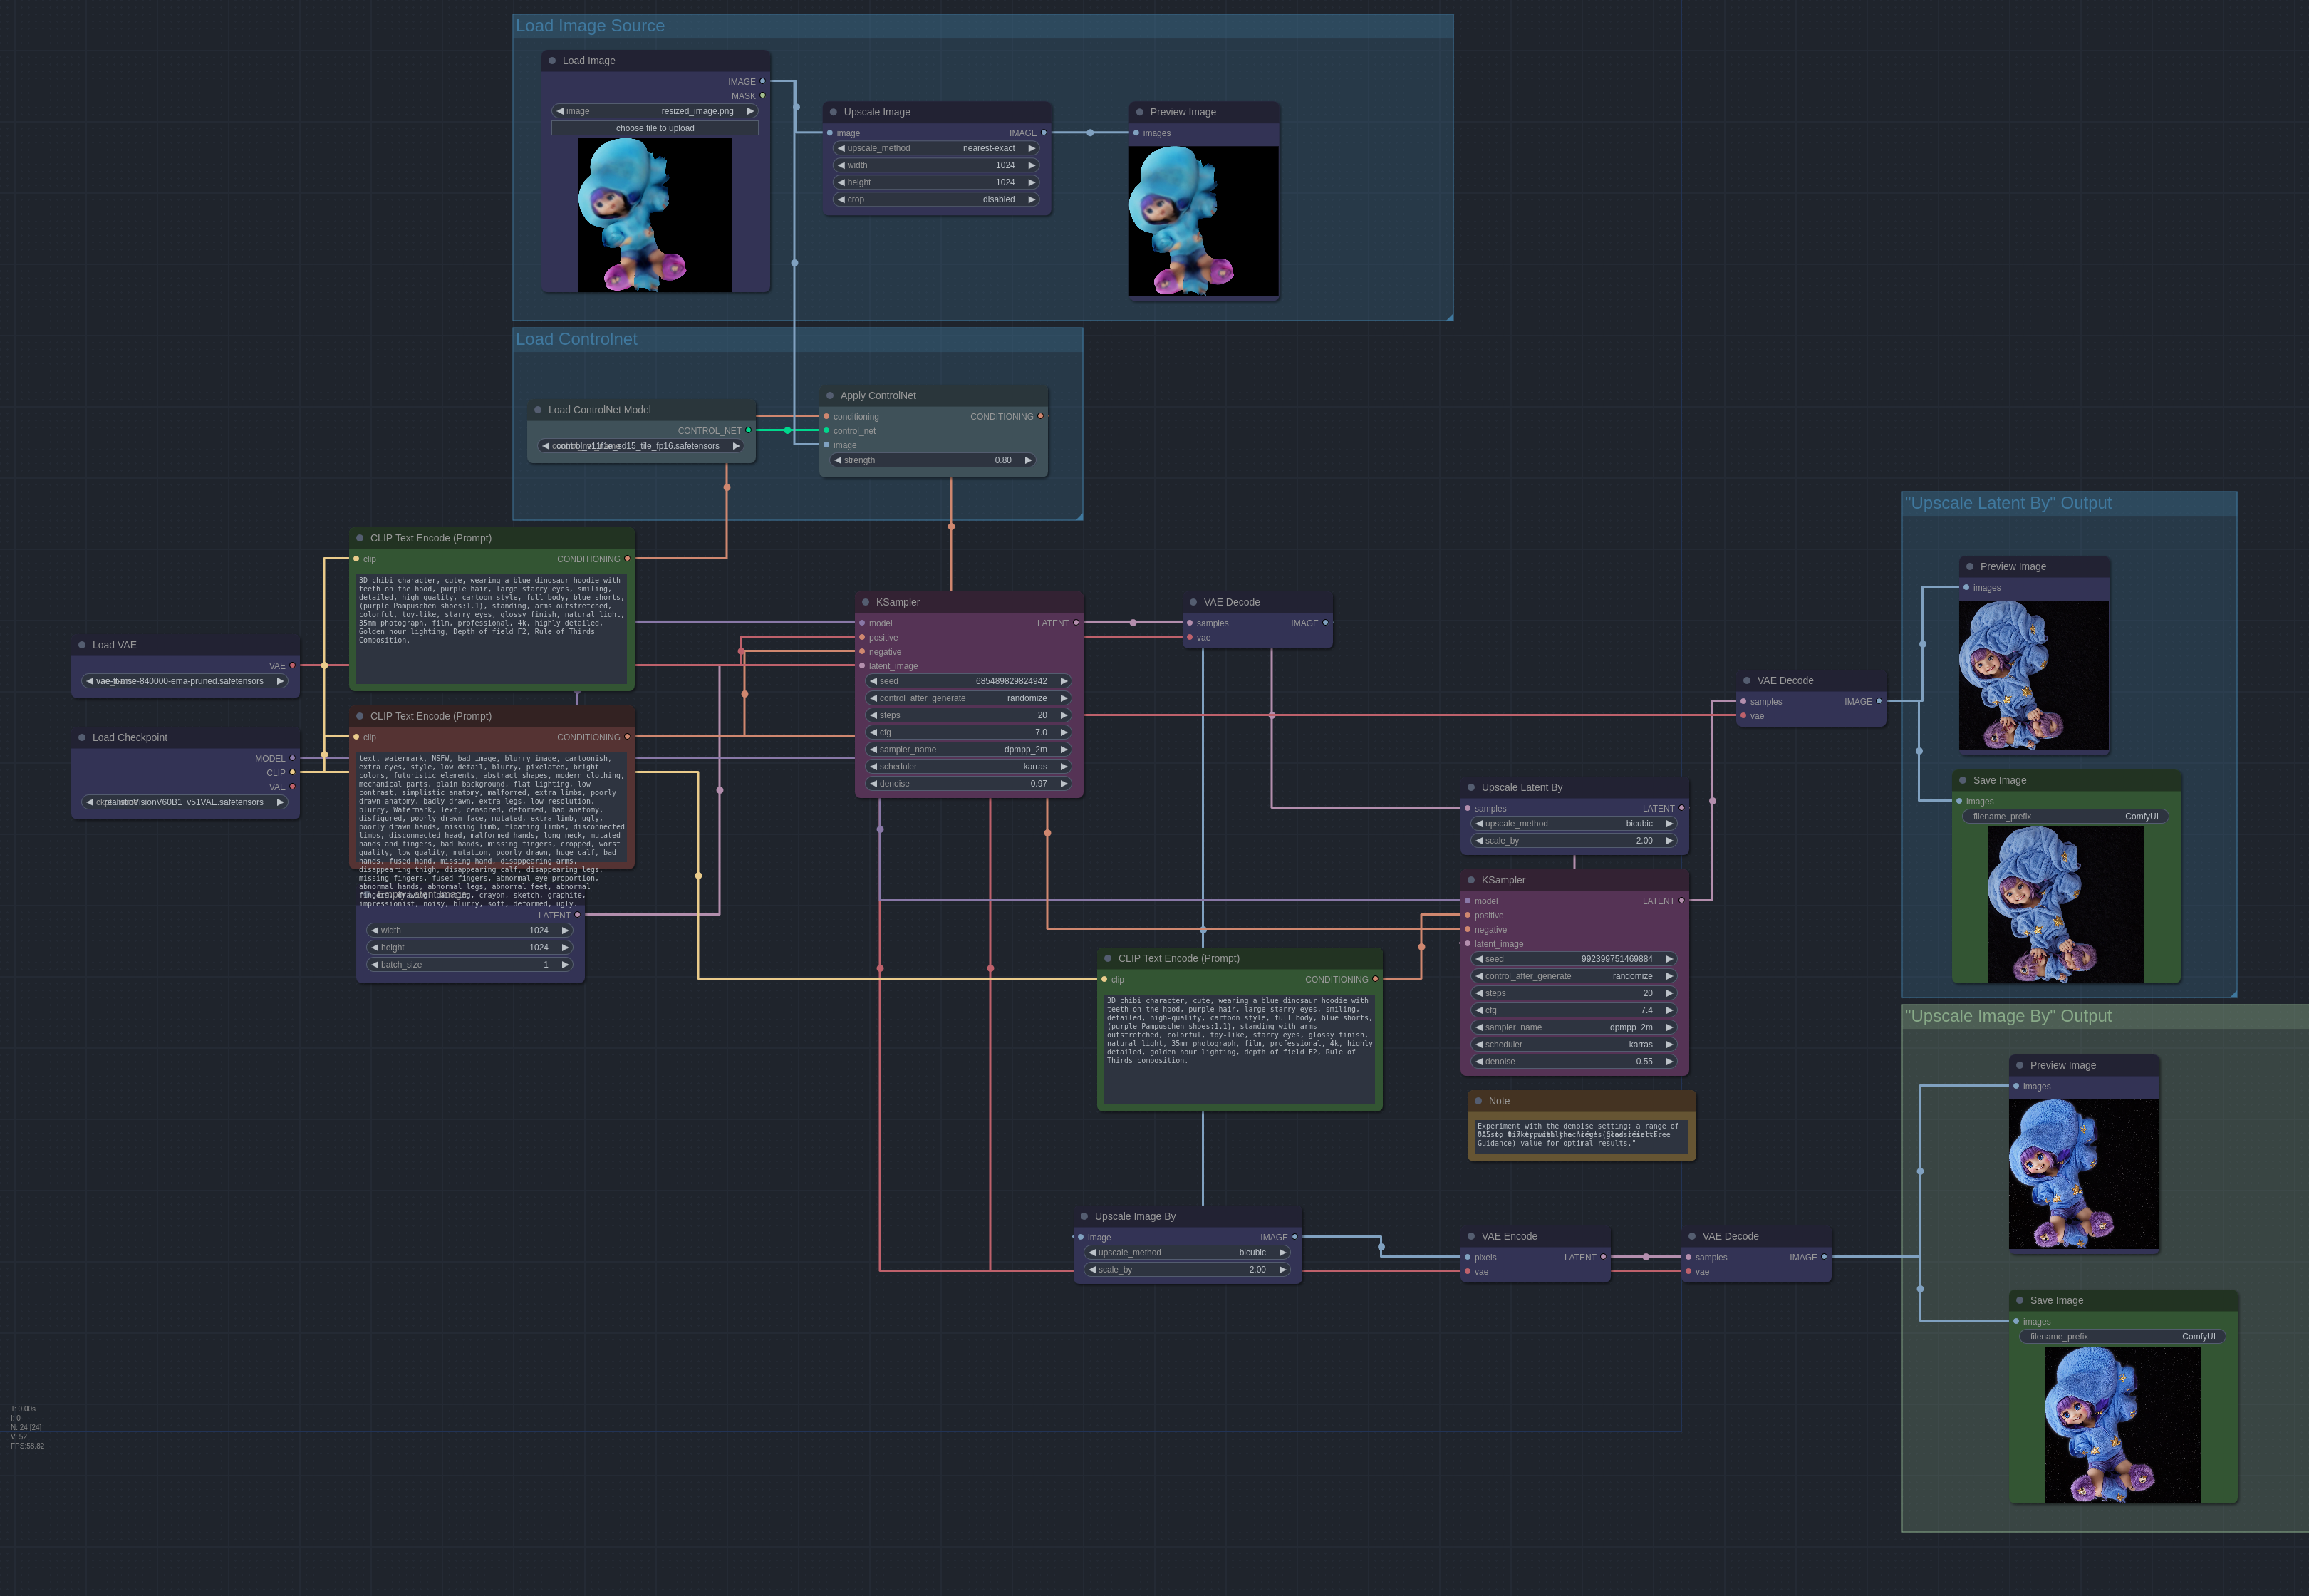 Load Image Source
Load Image
IMAGE
MASK
image resized_image.png
choose file to upload
Upscale Image
image IMAGE
upscale_method nearest-exact
width 1024
height 1024
crop disabled
Preview Image
images
Load Controlnet
Load ControlNet Model
CONTROL_NET
sd15_tile_fp16.safetensors
Apply ControlNet
conditioning CONDITIONING
control_net
image
strength 0.80
CLIP Text Encode (Prompt)
clip CONDITIONING
3D chibi character, cute, wearing a blue dinosaur hoodie with
teeth on the hood, purple hair, large starry eyes, smiling,
detailed, high-quality, cartoon style, full body, blue shorts,
(purple Pampuschen shoes:1.1), standing, arms outstretched,
colorful, toy-like, starry eyes, glossy finish, natural light,
35mm photograph, film, professional, 4k, highly detailed,
Golden hour lighting, Depth of field F2, Rule of Thirds
Composition.
Load VAE
VAE
-840000-ema-pruned.safetensors
Load Checkpoint
MODEL
CLIP
VAE
VisionV60B1_v51VAE.safetensors
CLIP Text Encode (Prompt)
clip CONDITIONING
text, watermark, NSFW, bad image, blurry image, cartoonish,
extra eyes, style, low detail, blurry, pixelated, bright
colors, futuristic elements, abstract shapes, modern clothing,
mechanical parts, plain background, flat lighting, low
contrast, simplistic anatomy, malformed, extra limbs, poorly
drawn anatomy, badly drawn, extra legs, low resolution,
blurry, Watermark, Text, censored, deformed, bad anatomy,
disfigured, poorly drawn face, mutated, extra limb, ugly,
poorly drawn hands, missing limb, floating limbs, disconnected
limbs, disconnected head, malformed hands, long neck, mutated
hands and fingers, bad hands, missing fingers, cropped, worst
quality, low quality, mutation, poorly drawn, huge calf, bad
hands, fused hand, missing hand, disappearing arms,
disappearing thigh, disappearing calf, disappearing legs,
missing fingers, fused fingers, abnormal eye proportion,
abnormal hands, abnormal legs, abnormal feet, abnormal
fingers, drawing, painting, crayon, sketch, graphite,
impressionist, noisy, blurry, soft, deformed, ugly.
Empty Latent Image
LATENT
width 1024
height 1024
batch_size 1
KSampler
model LATENT
positive
negative
latent_image
seed 685489829824942
control_after_generate randomize
steps 20
cfg 7.0
sampler_name dpmpp_2m
scheduler karras
denoise 0.97
VAE Decode
samples IMAGE
vae
CLIP Text Encode (Prompt)
clip CONDITIONING
3D chibi character, cute, wearing a blue dinosaur hoodie with
teeth on the hood, purple hair, large starry eyes, smiling,
detailed, high-quality, cartoon style, full body, blue shorts,
(purple Pampuschen shoes:1.1), standing with arms
outstretched, colorful, toy-like, starry eyes, glossy finish,
natural light, 35mm photograph, film, professional, 4k, highly
detailed, golden hour lighting, depth of field F2, Rule of
Thirds composition.
Upscale Latent By
samples LATENT
upscale_method bicubic
scale_by 2.00
KSampler
model LATENT
positive
negative
latent_image
seed 992399751469884
control_after_generate randomize
steps 20
cfg 7.4
sampler_name dpmpp_2m
scheduler karras
denoise 0.55
Note
Experiment with the denoise setting; a range of
Guidance) value for optimal results."
VAE Decode
samples IMAGE
vae
"Upscale Latent By" Output
Preview Image
images
Save Image
images
filename_prefix ComfyUI
"Upscale Image By" Output
Preview Image
images
Save Image
images
filename_prefix ComfyUI
Upscale Image By
image IMAGE
upscale_method bicubic
scale_by 2.00
VAE Encode
pixels LATENT
vae
VAE Decode
samples IMAGE
vae
T: 0.00s
I: 0
N: 24 [24]
V: 52
FPS:58.82